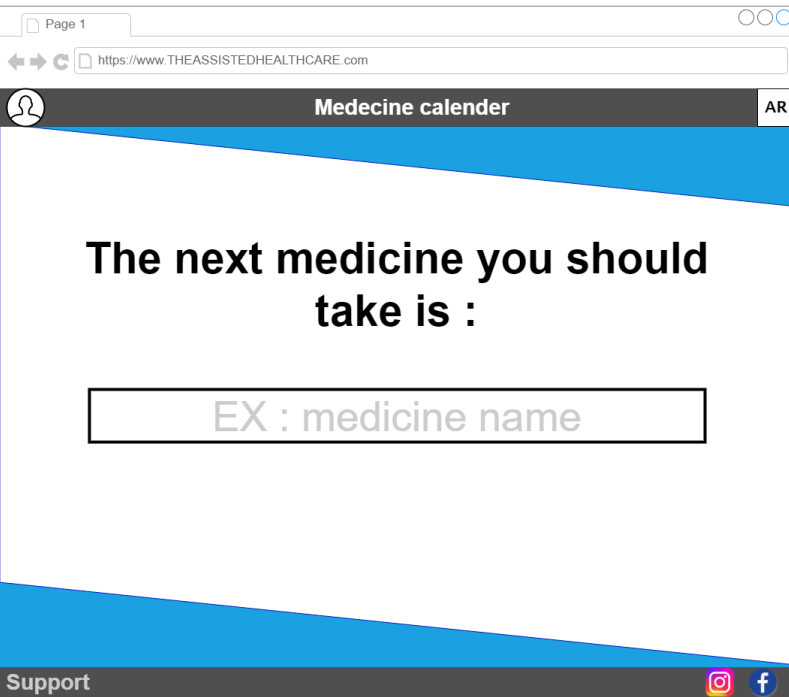 Page 1
https://www.THEASSISTEDHEALTHCARE.com
Medecine calender
AR
The next medicine you should
take is :
EX : medicine name
Support